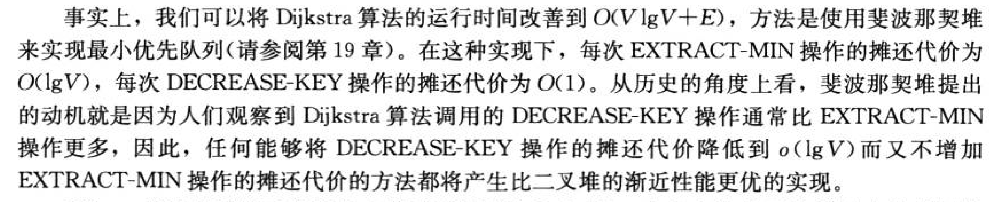 事实上，我们可以将 Dijkstra 算法的运行时间改善到 O(V lgV+E)，方法是使用斐波那契堆
来实现最小优先队列(请参阅第 19 章)。在这种实现下，每次 EXTRACT-MIN 操作的摊还代价为
O(lgV)，每次 DECREASE-KEY 操作的摊还代价为 O(1)。从历史的角度上看，斐波那契堆提出
的动机就是因为人们观察到 Dijkstra 算法调用的 DECREASE-KEY 操作通常比 EXTRACT-MIN
操作更多，因此，任何能够将 DECREASE-KEY 操作的摊还代价降低到 o(lgV)而又不增加
EXTRACT-MIN 操作的摊还代价的方法都将产生比二叉堆的渐近性能更优的实现。